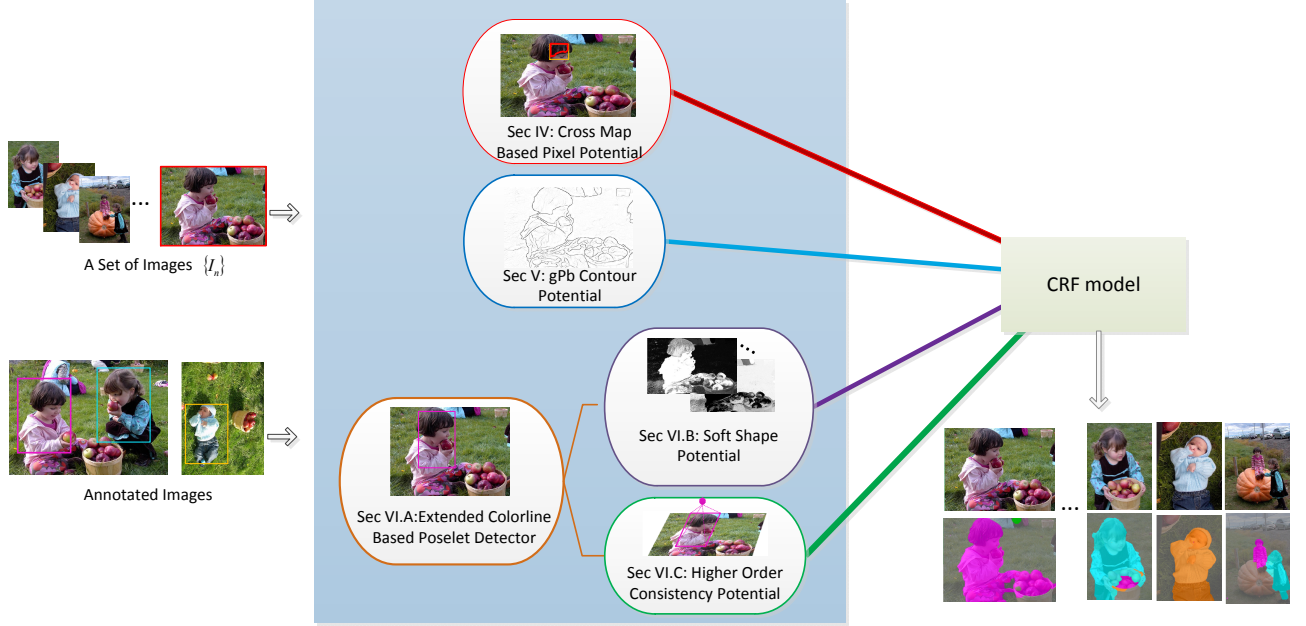 Sec IV: Cross Map
Based Pixel Potential
...
A Set of Images {I_n}
Sec V: gPb Contour
Potential
CRF model
...
Sec VI.B: Soft Shape
Potential
Annotated Images
Sec VI.A:Extended Colorline
Based Poselet Detector
...
Sec VI.C: Higher Order
Consistency Potential